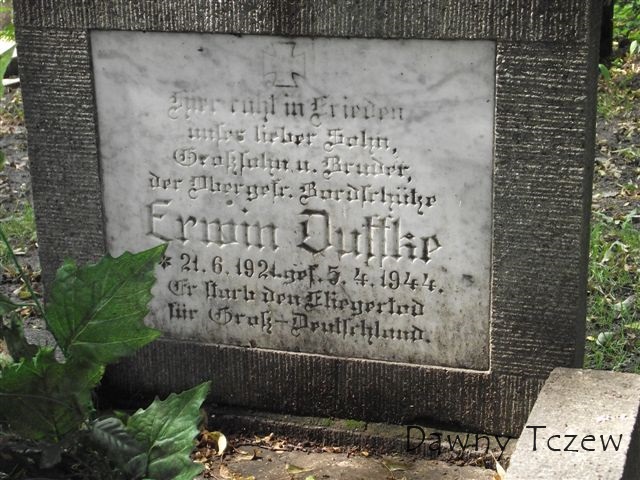 Hier ruht in Frieden
unser lieber Sohn,
Großsohn u. Bruder,
der Obergefr. Bordschütze
Erwin Duffke
* 21. 6. 1921 gef. 5. 4. 1944.
Er starb den Fliegertod
für Groß-Deutschland.
Dawny Tczew